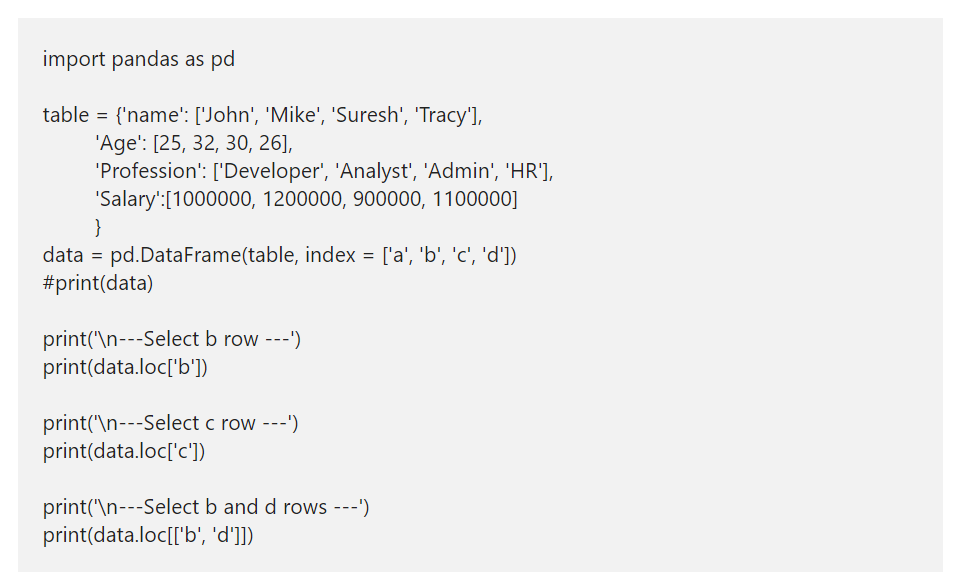 import pandas as pd
table = {'name': ['John', 'Mike', 'Suresh', 'Tracy'],
'Age': [25, 32, 30, 26],
'Profession': ['Developer', 'Analyst', 'Admin', 'HR'],
'Salary':[1000000, 1200000, 900000, 1100000]
}
data = pd.DataFrame(table, index = ['a', 'b', 'c', 'd'])
#print(data)
print('\n---Select b row ---')
print(data.loc['b'])
print('\n---Select c row ---')
print(data.loc['c'])
print('\n---Select b and d rows ---')
print(data.loc[['b', 'd']])